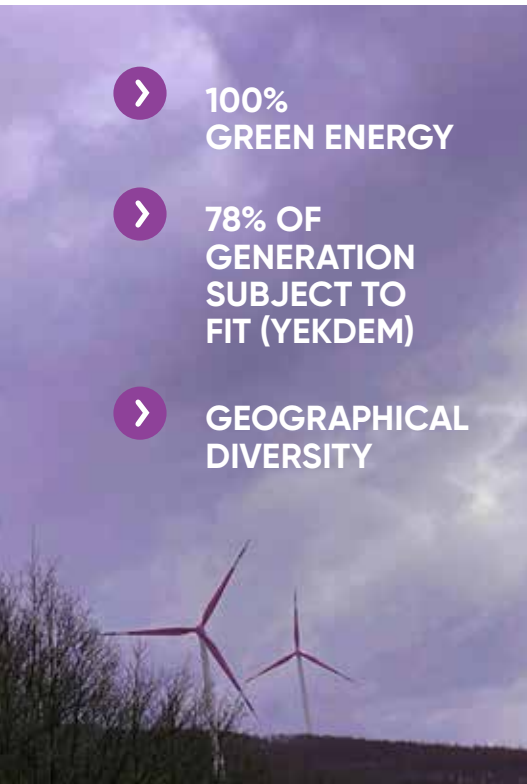 100%
GREEN ENERGY
78% OF
GENERATION
SUBJECT TO
FIT (YEKDEM)
GEOGRAPHICAL
DIVERSITY